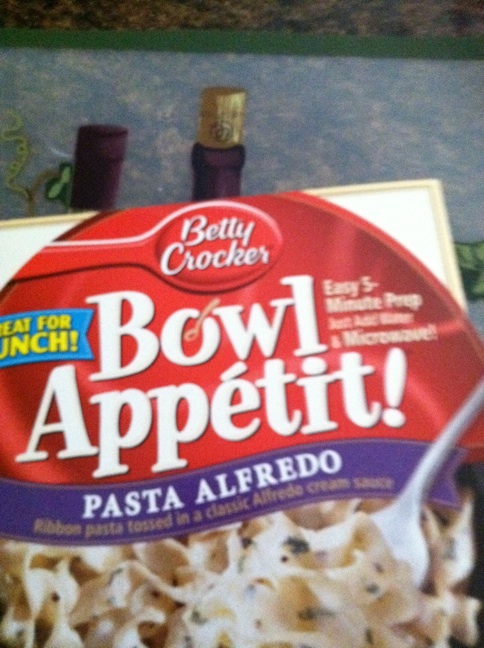 Betty
Crocker
Easy 5-
Minute Prep
Just Add Water
& Microwave!
EAT FOR
UNCH!
Bowl
Appétit!
PASTA ALFREDO
Ribbon pasta tossed in a classic Alfredo cream sauce